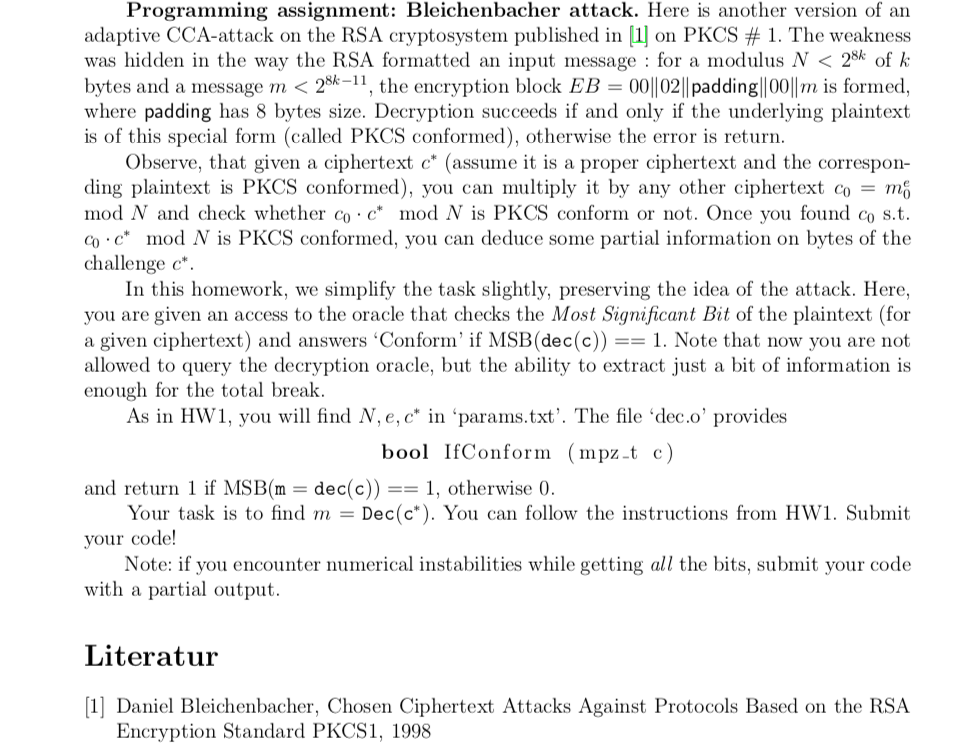 Programming assignment: Bleichenbacher attack. Here is another version of an
adaptive CCA-attack on the RSA cryptosystem published in [1] on PKCS # 1. The weakness
was hidden in the way the RSA formatted an input message : for a modulus N < 2^{8k} of k
bytes and a message m < 2^{8k−11}, the encryption block EB = 00||02||padding||00||m is formed,
where padding has 8 bytes size. Decryption succeeds if and only if the underlying plaintext
is of this special form (called PKCS conformed), otherwise the error is return.
Observe, that given a ciphertext c* (assume it is a proper ciphertext and the correspon-
ding plaintext is PKCS conformed), you can multiply it by any other ciphertext c_0 = m_0^e
mod N and check whether c_0 · c* mod N is PKCS conform or not. Once you found c_0 s.t.
c_0 · c* mod N is PKCS conformed, you can deduce some partial information on bytes of the
challenge c*.
In this homework, we simplify the task slightly, preserving the idea of the attack. Here,
you are given an access to the oracle that checks the Most Significant Bit of the plaintext (for
a given ciphertext) and answers ‘Conform’ if MSB(dec(c)) == 1. Note that now you are not
allowed to query the decryption oracle, but the ability to extract just a bit of information is
enough for the total break.
As in HW1, you will find N, e, c* in ‘params.txt’. The file ‘dec.o’ provides
bool IfConform (mpz_t c)
and return 1 if MSB(m = dec(c)) == 1, otherwise 0.
Your task is to find m = Dec(c*). You can follow the instructions from HW1. Submit
your code!
Note: if you encounter numerical instabilities while getting all the bits, submit your code
with a partial output.
Literatur
[1] Daniel Bleichenbacher, Chosen Ciphertext Attacks Against Protocols Based on the RSA
Encryption Standard PKCS1, 1998